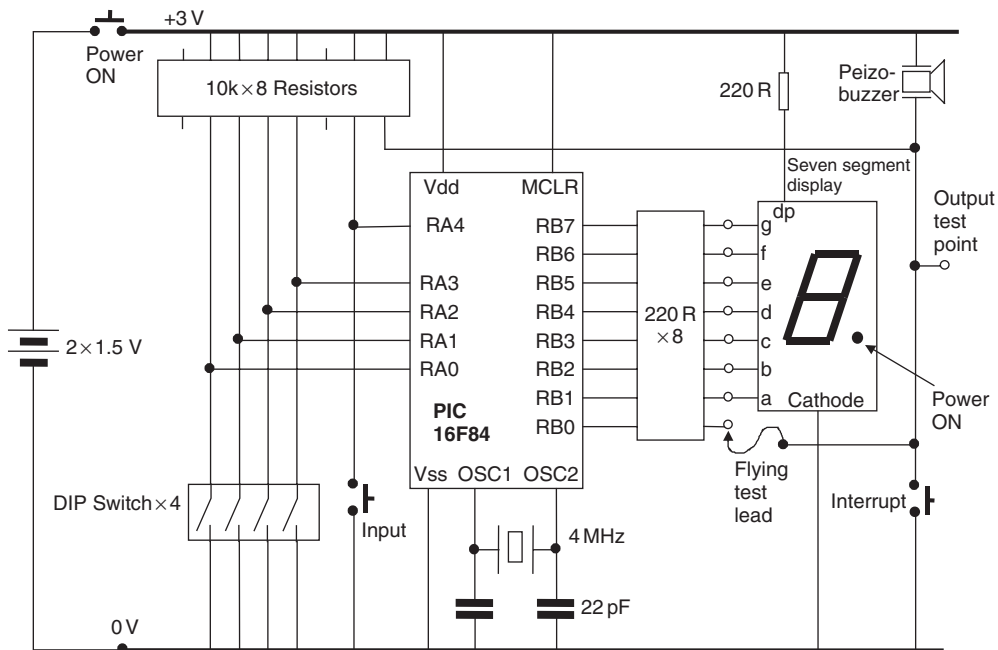 +3 V
Power
ON
10k × 8 Resistors
220 R
Peizo-
buzzer
Vdd
MCLR
Seven segment
display
dp
Output
test
point
RA4
RA3
RA2
RA1
RA0
RB7
RB6
RB5
RB4
RB3
RB2
RB1
RB0
220 R
×8
g
f
e
d
c
b
a
Cathode
Power
ON
2×1.5 V
PIC
16F84
Vss
OSC1
OSC2
Flying
test
lead
Interrupt
DIP Switch×4
Input
4 MHz
22 pF
0 V